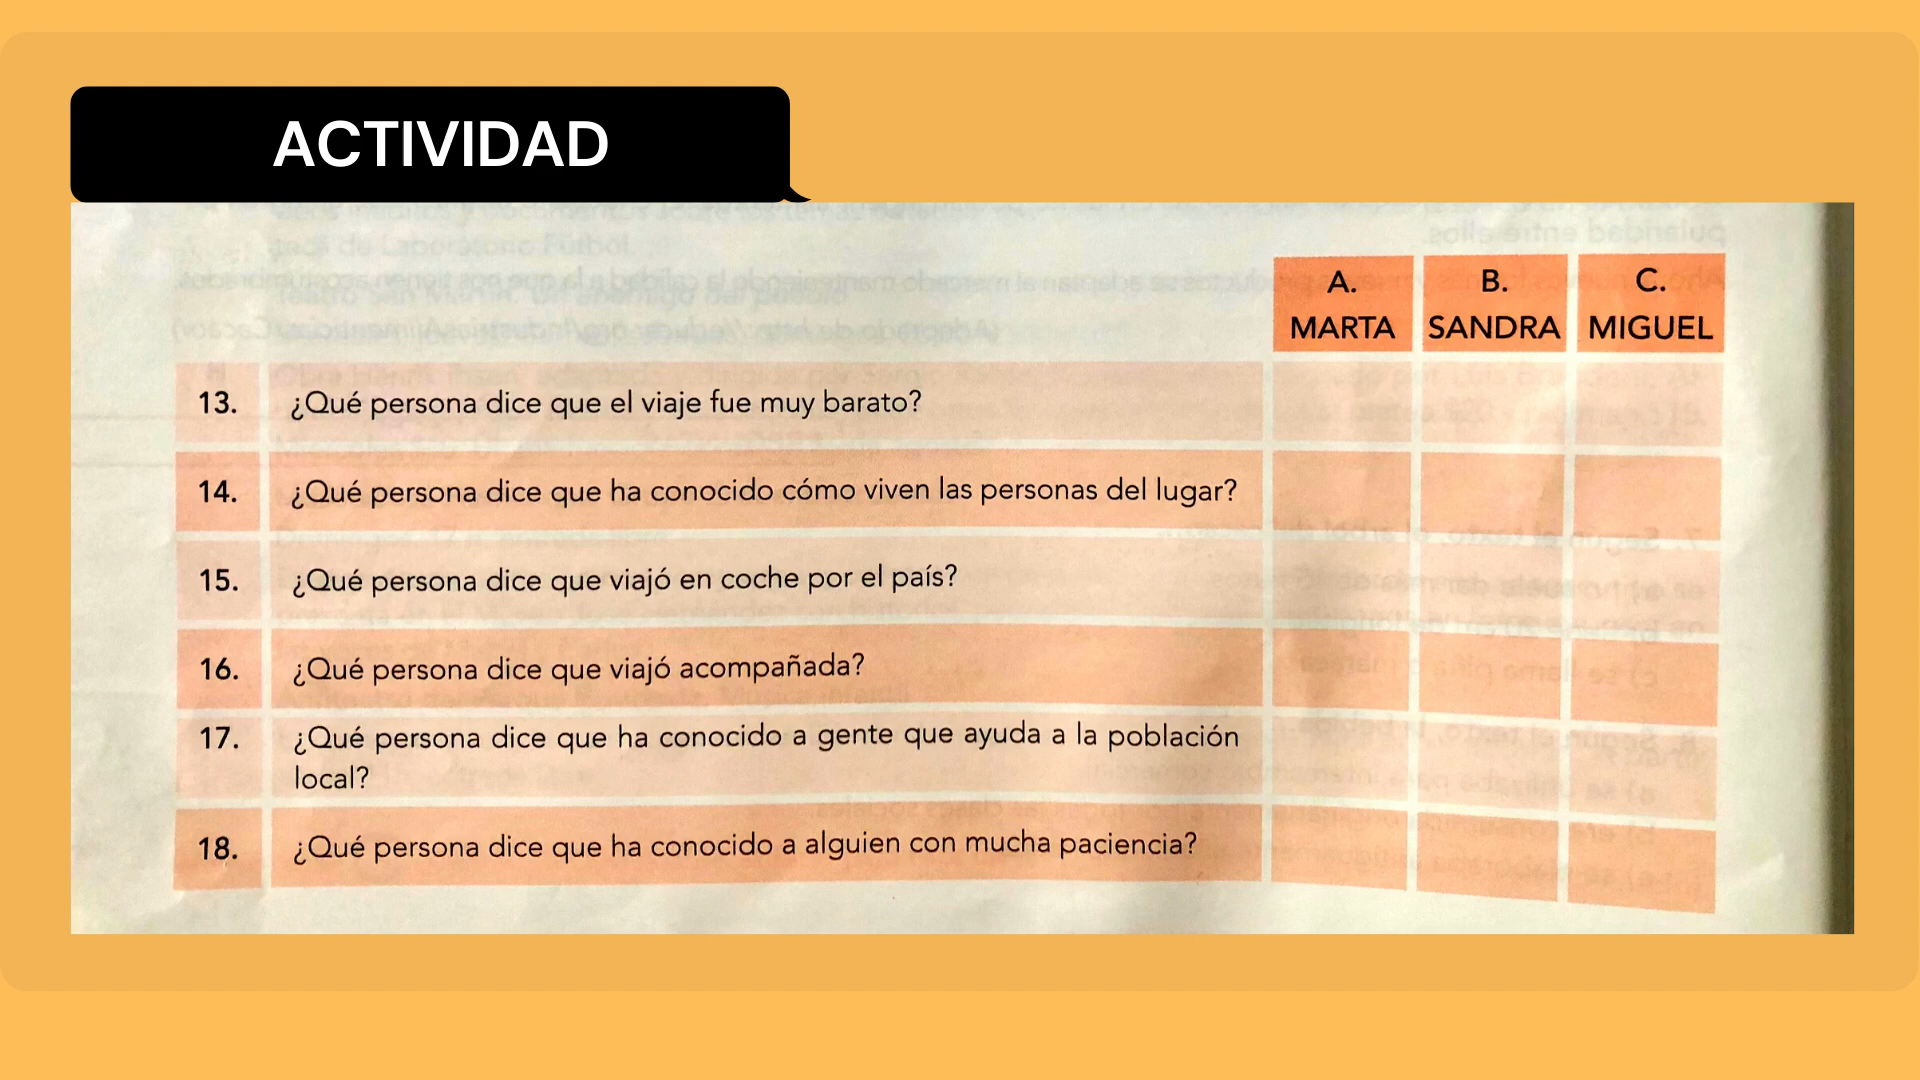 ACTIVIDAD
A. B. C.
MARTA SANDRA MIGUEL
13. ¿Qué persona dice que el viaje fue muy barato?
14. ¿Qué persona dice que ha conocido cómo viven las personas del lugar?
15. ¿Qué persona dice que viajó en coche por el país?
16. ¿Qué persona dice que viajó acompañada?
17. ¿Qué persona dice que ha conocido a gente que ayuda a la población
local?
18. ¿Qué persona dice que ha conocido a alguien con mucha paciencia?